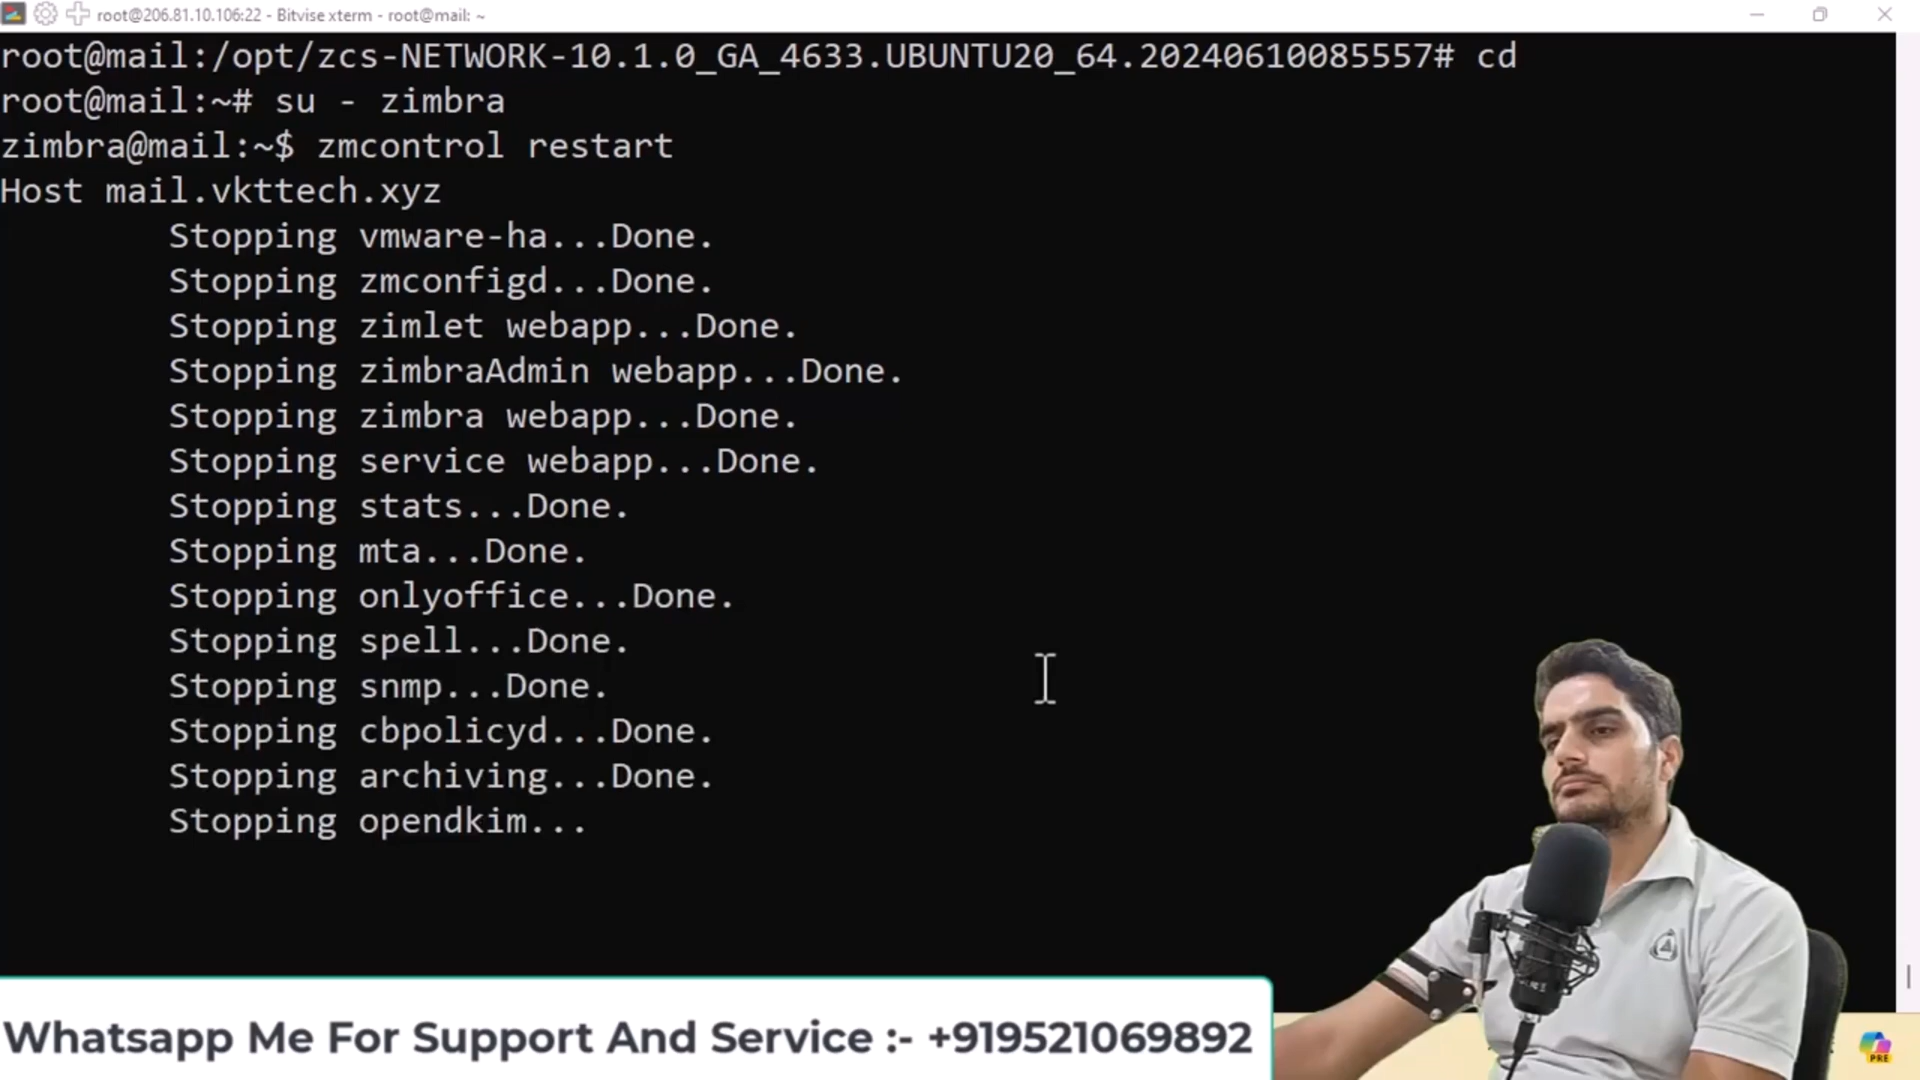 root@206.81.10.106:22 - Bitvise xterm - root@mail: ~
root@mail:/opt/zcs-NETWORK-10.1.0_GA_4633.UBUNTU20_64.20240610085557# cd
root@mail:~# su - zimbra
zimbra@mail:~$ zmcontrol restart
Host mail.vkttech.xyz
Stopping vmware-ha...Done.
Stopping zmconfigd...Done.
Stopping zimlet webapp...Done.
Stopping zimbraAdmin webapp...Done.
Stopping zimbra webapp...Done.
Stopping service webapp...Done.
Stopping stats...Done.
Stopping mta...Done.
Stopping onlyoffice...Done.
Stopping spell...Done.
Stopping snmp...Done.
Stopping cbpolicyd...Done.
Stopping archiving...Done.
Stopping opendkim...
Whatsapp Me For Support And Service :- +919521069892
PRE